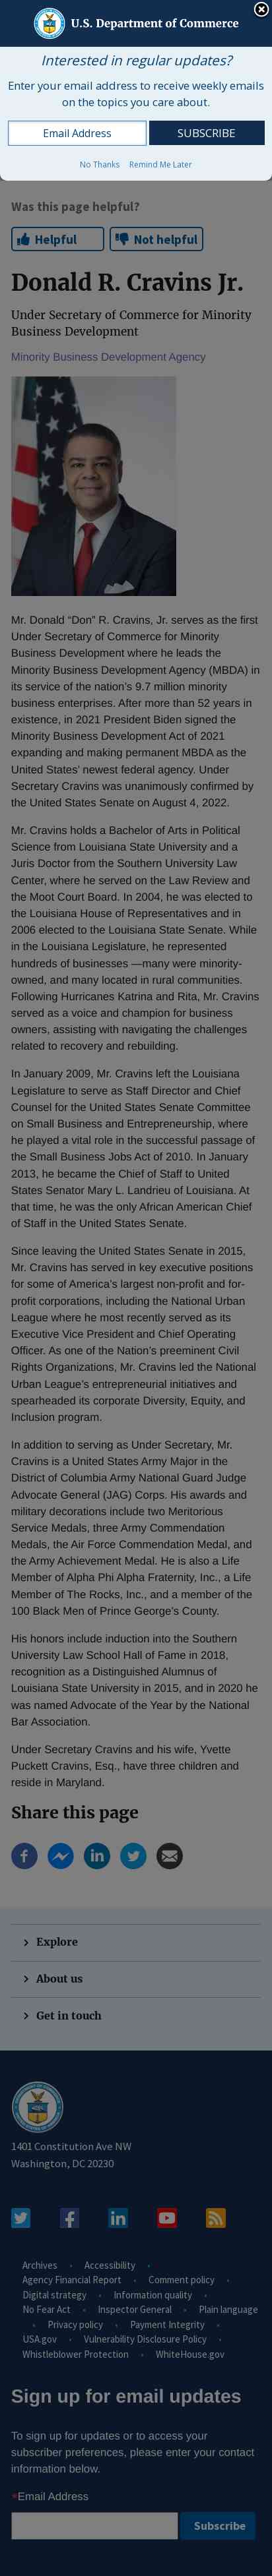 U.S. Department of Commerce
Interested in regular updates?
Enter your email address to receive weekly emails
on the topics you care about.
Email Address
SUBSCRIBE
No Thanks
Remind Me Later
Was this page helpful?
Helpful
Not helpful
Donald R. Cravins Jr.
Under Secretary of Commerce for Minority
Business Development
Minority Business Development Agency
Mr. Donald “Don” R. Cravins, Jr. serves as the first
Under Secretary of Commerce for Minority
Business Development where he leads the
Minority Business Development Agency (MBDA) in
its service of the nation’s 9.7 million minority
business enterprises. After more than 52 years in
existence, in 2021 President Biden signed the
Minority Business Development Act of 2021
expanding and making permanent MBDA as the
United States’ newest federal agency. Under
Secretary Cravins was unanimously confirmed by
the United States Senate on August 4, 2022.
Mr. Cravins holds a Bachelor of Arts in Political
Science from Louisiana State University and a
Juris Doctor from the Southern University Law
Center, where he served on the Law Review and
the Moot Court Board. In 2004, he was elected to
the Louisiana House of Representatives and in
2006 elected to the Louisiana State Senate. While
in the Louisiana Legislature, he represented
hundreds of businesses —many were minority-
owned, and many located in rural communities.
Following Hurricanes Katrina and Rita, Mr. Cravins
served as a voice and champion for business
owners, assisting with navigating the challenges
related to recovery and rebuilding.
In January 2009, Mr. Cravins left the Louisiana
Legislature to serve as Staff Director and Chief
Counsel for the United States Senate Committee
on Small Business and Entrepreneurship, where
he played a vital role in the successful passage of
the Small Business Jobs Act of 2010. In January
2013, he became the Chief of Staff to United
States Senator Mary L. Landrieu of Louisiana. At
that time, he was the only African American Chief
of Staff in the United States Senate.
Since leaving the United States Senate in 2015,
Mr. Cravins has served in key executive positions
for some of America’s largest non-profit and for-
profit corporations, including the National Urban
League where he most recently served as its
Executive Vice President and Chief Operating
Officer. As one of the Nation’s preeminent Civil
Rights Organizations, Mr. Cravins led the National
Urban League’s entrepreneurial initiatives and
spearheaded its corporate Diversity, Equity, and
Inclusion program.
In addition to serving as Under Secretary, Mr.
Cravins is a United States Army Major in the
District of Columbia Army National Guard Judge
Advocate General (JAG) Corps. His awards and
military decorations include two Meritorious
Service Medals, three Army Commendation
Medals, the Air Force Commendation Medal, and
the Army Achievement Medal. He is also a Life
Member of Alpha Phi Alpha Fraternity, Inc., a Life
Member of The Rocks, Inc., and a member of the
100 Black Men of Prince George’s County.
His honors include induction into the Southern
University Law School Hall of Fame in 2018,
recognition as a Distinguished Alumnus of
Louisiana State University in 2015, and in 2020 he
was named Advocate of the Year by the National
Bar Association.
Under Secretary Cravins and his wife, Yvette
Puckett Cravins, Esq., have three children and
reside in Maryland.
Share this page
Explore
About us
Get in touch
1401 Constitution Ave NW
Washington, DC 20230
Archives • Accessibility •
Agency Financial Report • Comment policy •
Digital strategy • Information quality •
No Fear Act • Inspector General • Plain language
• Privacy policy • Payment Integrity •
USA.gov • Vulnerability Disclosure Policy •
Whistleblower Protection • WhiteHouse.gov
Sign up for email updates
To sign up for updates or to access your
subscriber preferences, please enter your contact
information below.
*Email Address
Subscribe